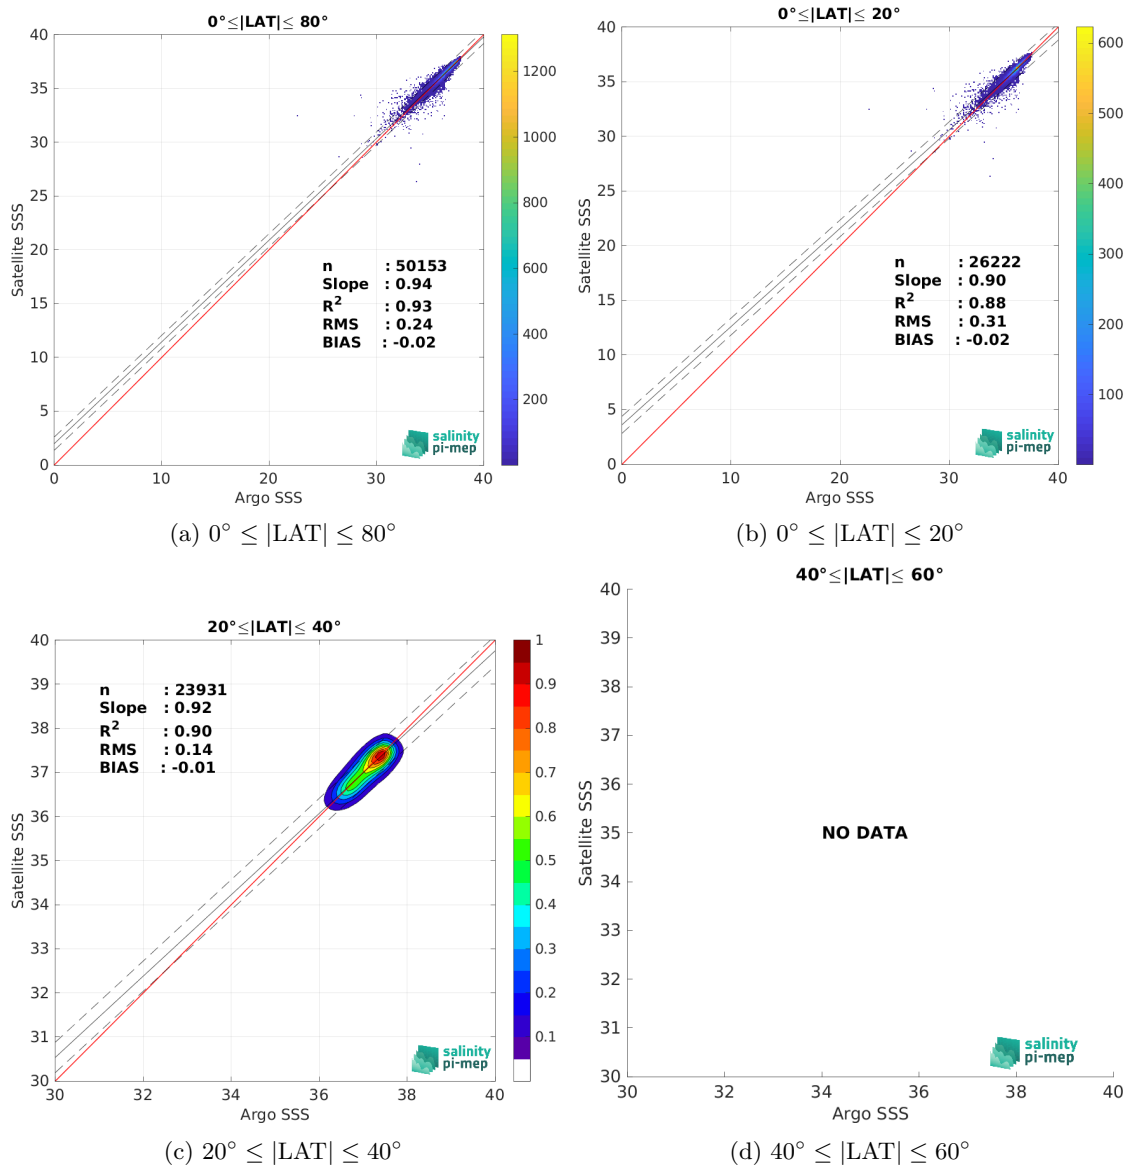 0°≤|LAT|≤ 80°
40
35
30
25
20
15
10
5
0
0
10
20
30
40
Satellite SSS
Argo SSS
n : 50153
Slope : 0.94
R² : 0.93
RMS : 0.24
BIAS : -0.02
salinity
pi-mep
1200
1000
800
600
400
200
(a) 0° ≤ |LAT| ≤ 80°
0°≤|LAT|≤ 20°
40
35
30
25
20
15
10
5
0
0
10
20
30
40
Satellite SSS
Argo SSS
n : 26222
Slope : 0.90
R² : 0.88
RMS : 0.31
BIAS : -0.02
salinity
pi-mep
600
500
400
300
200
100
(b) 0° ≤ |LAT| ≤ 20°
20°≤|LAT|≤ 40°
40
39
38
37
36
35
34
33
32
31
30
30
32
34
36
38
40
Satellite SSS
Argo SSS
n : 23931
Slope : 0.92
R² : 0.90
RMS : 0.14
BIAS : -0.01
salinity
pi-mep
1
0.9
0.8
0.7
0.6
0.5
0.4
0.3
0.2
0.1
(c) 20° ≤ |LAT| ≤ 40°
40°≤|LAT|≤ 60°
40
39
38
37
36
35
34
33
32
31
30
30
32
34
36
38
40
Satellite SSS
Argo SSS
NO DATA
salinity
pi-mep
(d) 40° ≤ |LAT| ≤ 60°